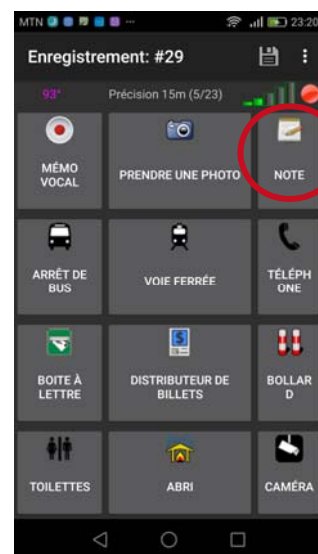 MTN 23:20
Enregistrement: #29
93° Précision 15m (5/23)
MÉMO
VOCAL
PRENDRE UNE PHOTO
NOTE
ARRÊT DE
BUS
VOIE FERRÉE
TÉLÉPH
ONE
BOITE À
LETTRE
DISTRIBUTEUR DE
BILLETS
BOLLAR
D
TOILETTES
ABRI
CAMÉRA